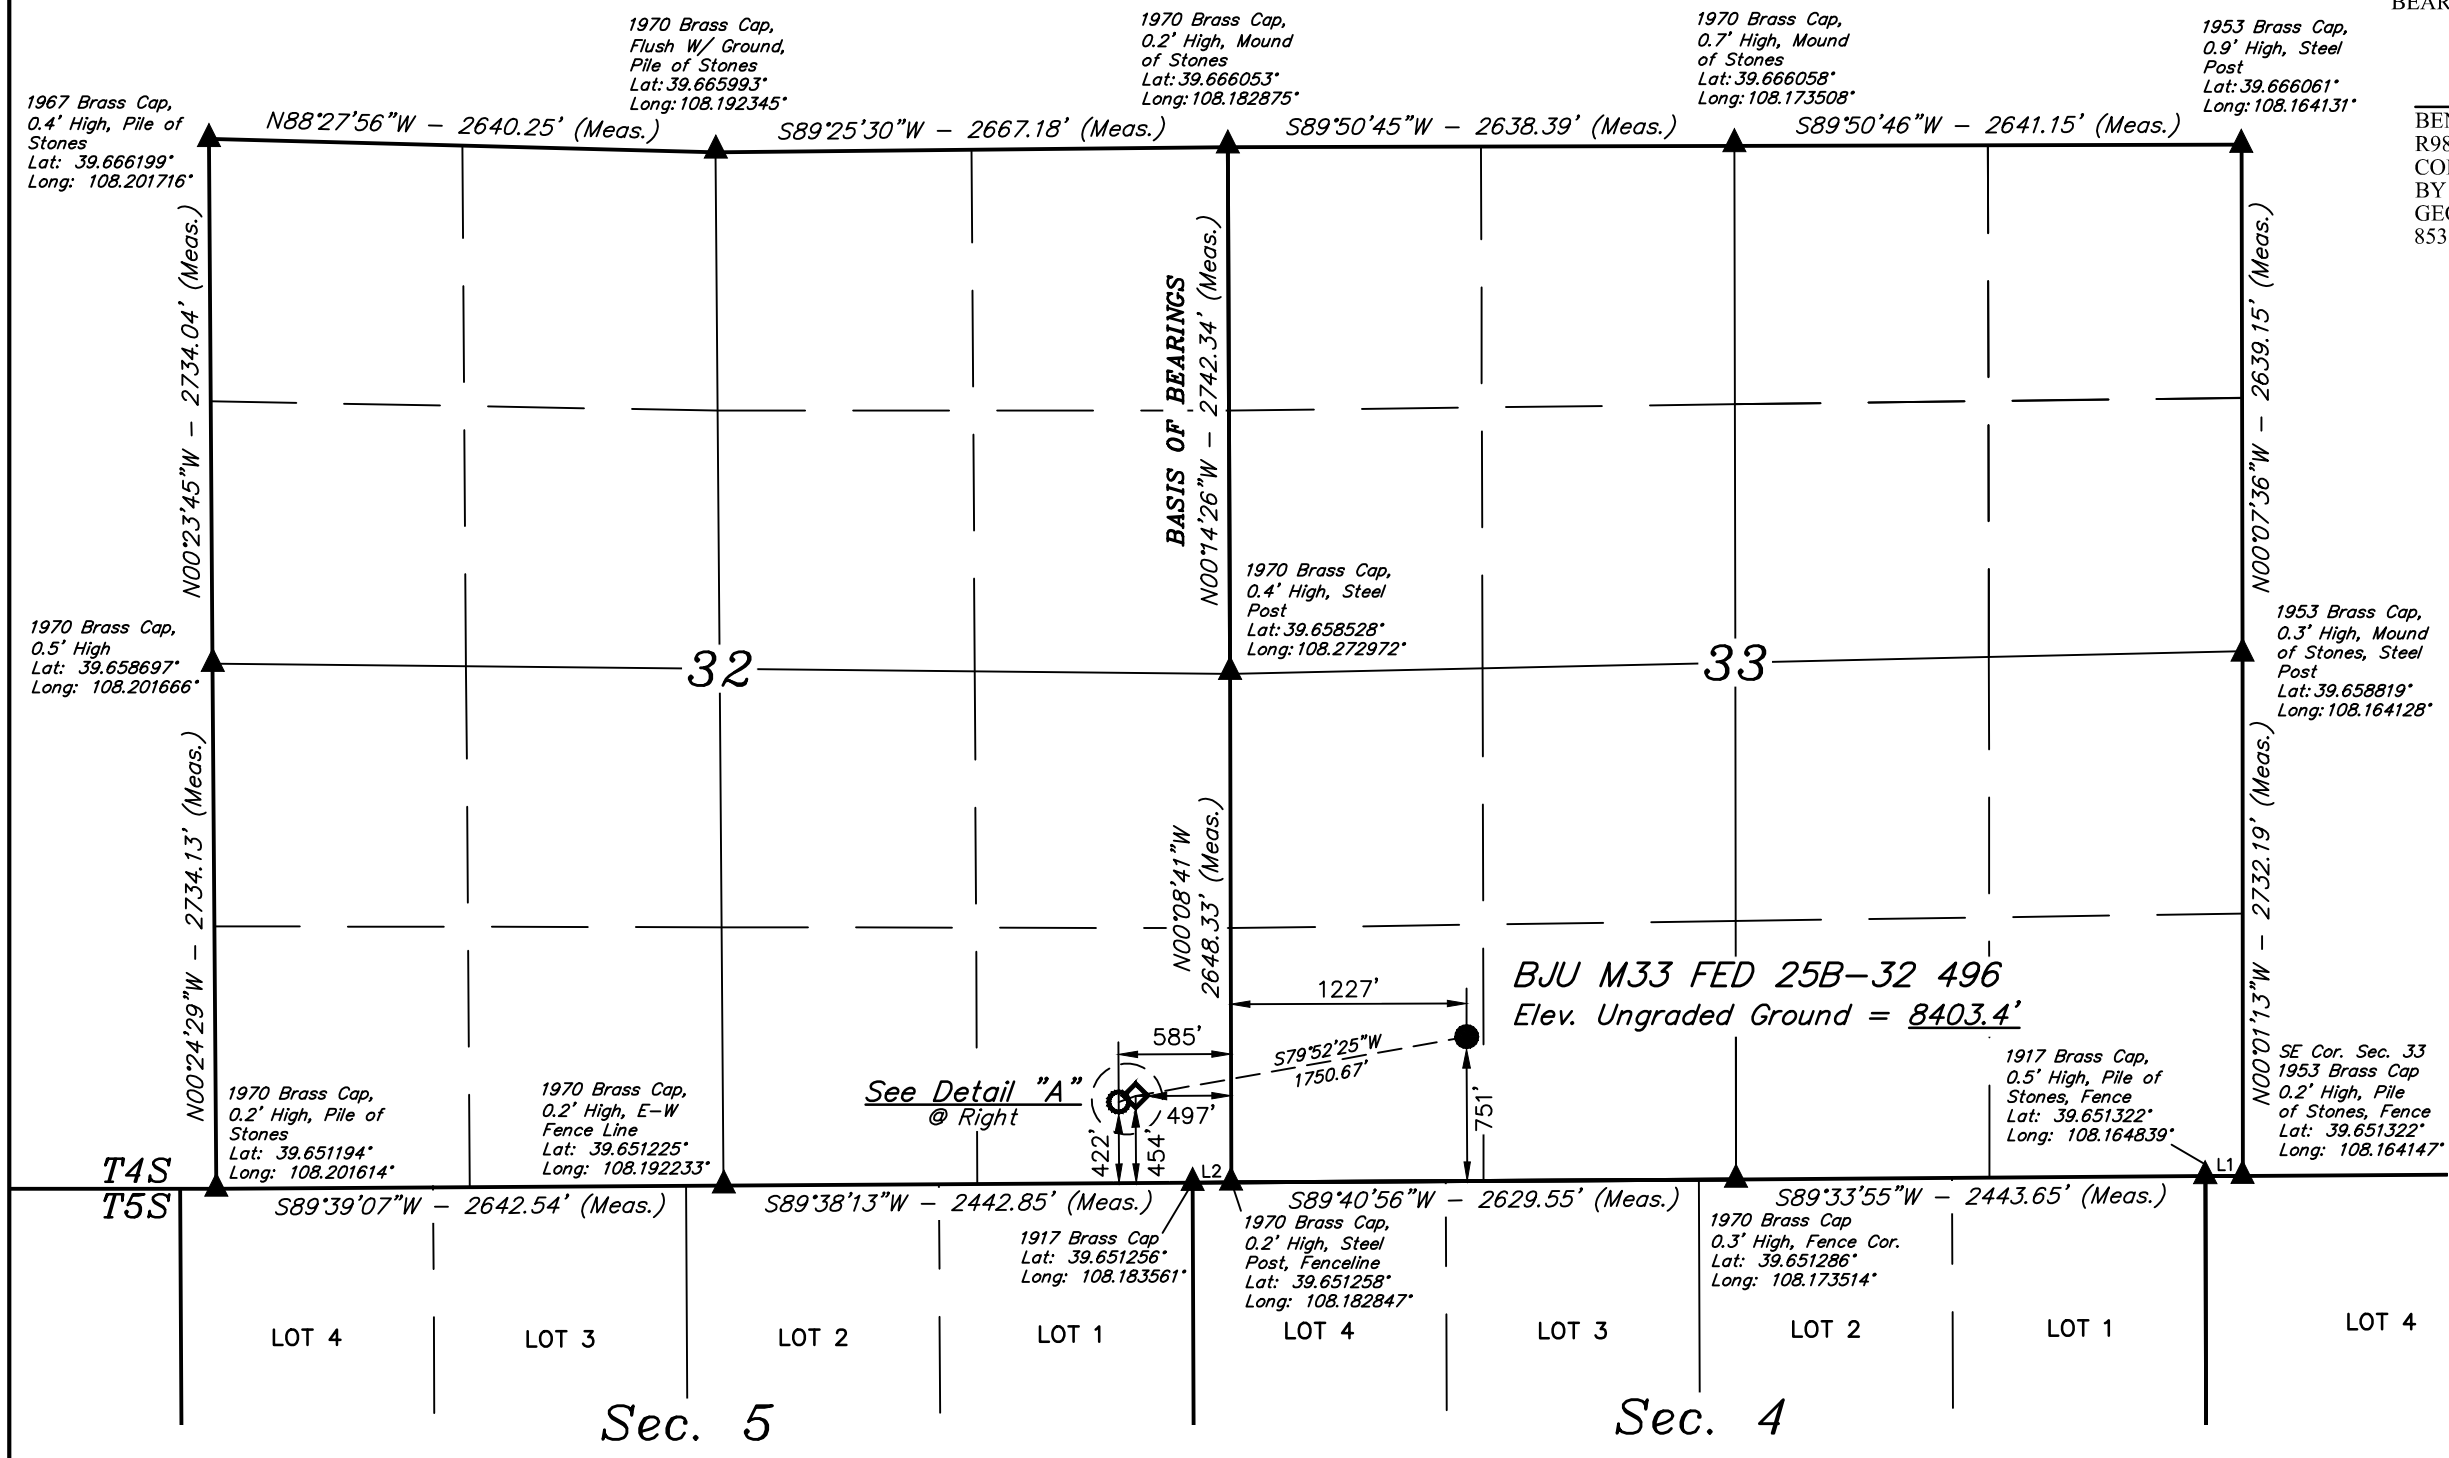 1970 Brass Cap,
Flush W/ Ground,
Pile of Stones
Lat: 39.665993°
Long: 108.192345°
1970 Brass Cap,
0.2' High, Mound
of Stones
Lat: 39.666053°
Long: 108.182875°
1970 Brass Cap,
0.7' High, Mound
of Stones
Lat: 39.666058°
Long: 108.173508°
1953 Brass Cap,
0.9' High, Steel
Post
Lat: 39.666061°
Long: 108.164131°
BEAR
1967 Brass Cap,
0.4' High, Pile of
Stones
Lat: 39.666199°
Long: 108.201716°
N88°27'56"W - 2640.25' (Meas.)
S89°25'30"W - 2667.18' (Meas.)
S89°50'45"W - 2638.39' (Meas.)
S89°50'46"W - 2641.15' (Meas.)
BEN
R98
BY
GEO
853
N00°23'45"W - 2734.04' (Meas.)
BASIS OF BEARINGS
N00°14'26"W - 2742.34' (Meas.)
N00°07'36"W - 2639.15' (Meas.)
1970 Brass Cap,
0.5' High
Lat: 39.658697°
Long: 108.201666°
32
1970 Brass Cap,
0.4' High, Steel
Post
Lat: 39.658528°
Long: 108.272972°
33
1953 Brass Cap,
0.3' High, Mound
of Stones, Steel
Post
Lat: 39.658819°
Long: 108.164128°
N00°24'29"W - 2734.13' (Meas.)
N00°08'41"W
2648.33' (Meas.)
N00°01'13"W - 2732.19' (Meas.)
1227'
BJU M33 FED 25B-32 496
Elev. Ungraded Ground = 8403.4'
585'
S79°52'25"W
1750.67'
See Detail "A"
@ Right
497'
422'
454'
751'
1970 Brass Cap,
0.2' High, Pile of
Stones
Lat: 39.651194°
Long: 108.201614°
1970 Brass Cap,
0.2' High, E-W
Fence Line
Lat: 39.651225°
Long: 108.192233°
1917 Brass Cap,
0.5' High, Pile of
Stones, Fence
Lat: 39.651322°
Long: 108.164839°
SE Cor. Sec. 33
1953 Brass Cap
0.2' High, Pile
of Stones, Fence
Lat: 39.651322°
Long: 108.164147°
T4S
T5S
L2
L1
S89°39'07"W - 2642.54' (Meas.)
S89°38'13"W - 2442.85' (Meas.)
S89°40'56"W - 2629.55' (Meas.)
S89°33'55"W - 2443.65' (Meas.)
1917 Brass Cap
Lat: 39.651256°
Long: 108.183561°
1970 Brass Cap,
0.2' High, Steel
Post, Fenceline
Lat: 39.651258°
Long: 108.182847°
1970 Brass Cap
0.3' High, Fence Cor.
Lat: 39.651286°
Long: 108.173514°
LOT 4
LOT 3
LOT 2
LOT 1
LOT 4
LOT 3
LOT 2
LOT 1
LOT 4
Sec. 5
Sec. 4